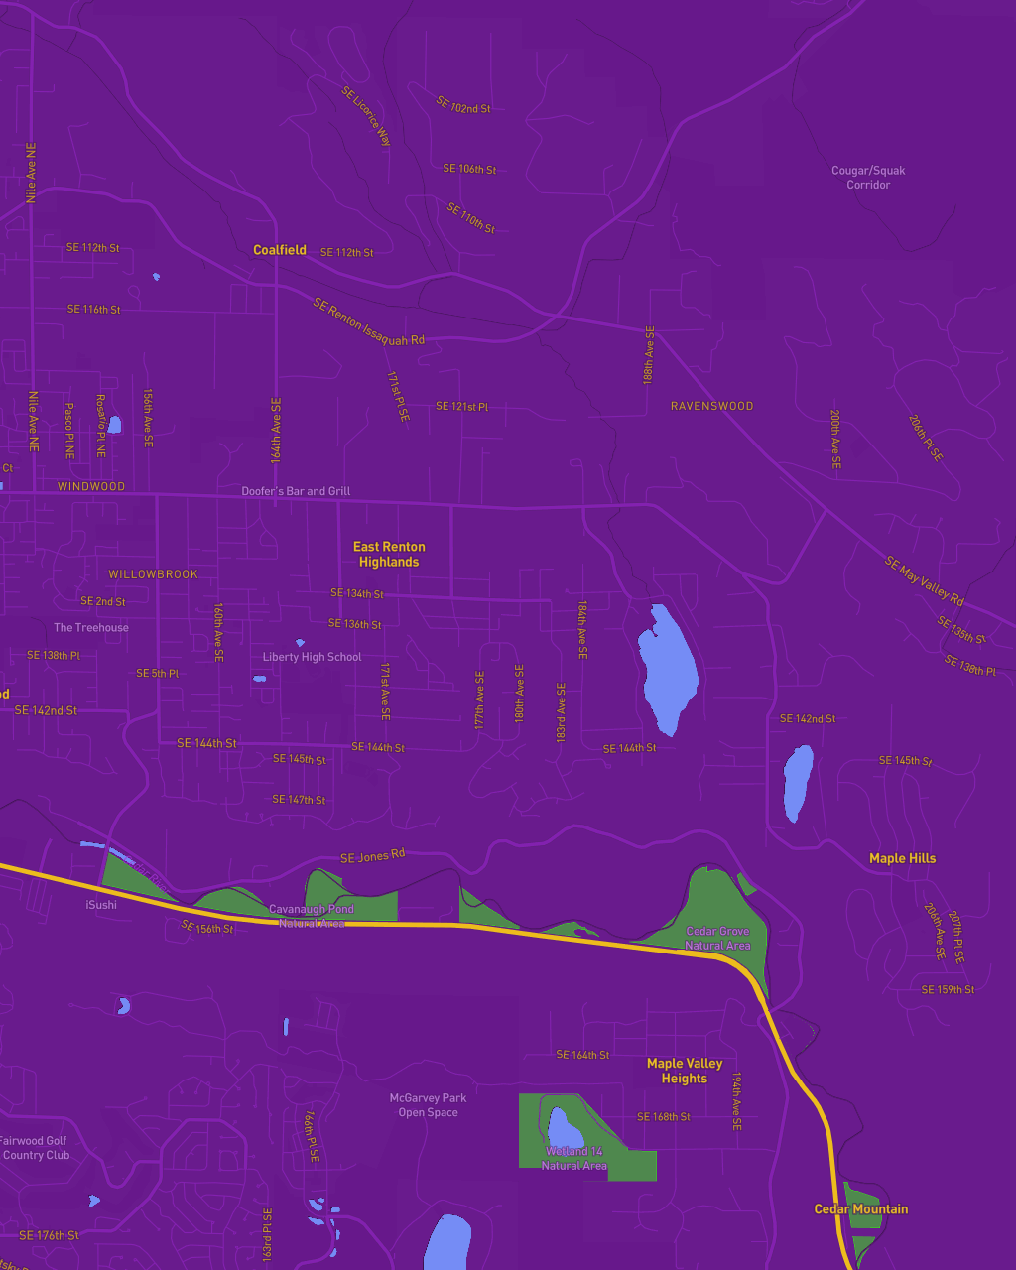 SE Licorice Way
SE 102nd St
Nile Ave NE
SE 106th St
Cougar/Squak
Corridor
SE 110th St
SE 112th St
Coalfield
SE 112th St
SE 116th St
SE Renton Issaquah Rd
188th Ave SE
171st Pl SE
Nile Ave NE
Pasco Pl NE
Rosario Pl NE
156th Ave SE
164th Ave SE
SE 121st Pl
RAVENSWOOD
200th Ave SE
206th Pl SE
Ct
WINDWOOD
Doofer's Bar and Grill
East Renton
Highlands
WILLOWBROOK
SE May Valley Rd
SE 2nd St
SE 134th St
160th Ave SE
184th Ave SE
The Treehouse
SE 136th St
SE 135th St
SE 138th Pl
Liberty High School
SE 138th Pl
SE 5th Pl
171st Ave SE
177th Ave SE
180th Ave SE
183rd Ave SE
od
SE 142nd St
SE 142nd St
SE 144th St
SE 144th St
SE 144th St
SE 145th St
SE 145th St
SE 147th St
SE Jones Rd
Maple Hills
iSushi
Cavanaugh Pond
Natural Area
SE 156th St
Cedar Grove
Natural Area
206th Ave SE
207th Pl SE
SE 159th St
SE 164th St
Maple Valley
Heights
194th Ave SE
McGarvey Park
Open Space
SE 168th St
166th Pl SE
Fairwood Golf
Country Club
Wetland 14
Natural Area
Cedar Mountain
SE 176th St
163rd Pl SE